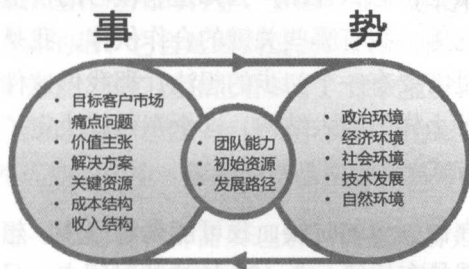 事
势
• 目标客户市场
• 痛点问题
• 价值主张
• 解决方案
• 关键资源
• 成本结构
• 收入结构
• 团队能力
• 初始资源
• 发展路径
• 政治环境
• 经济环境
• 社会环境
• 技术发展
• 自然环境